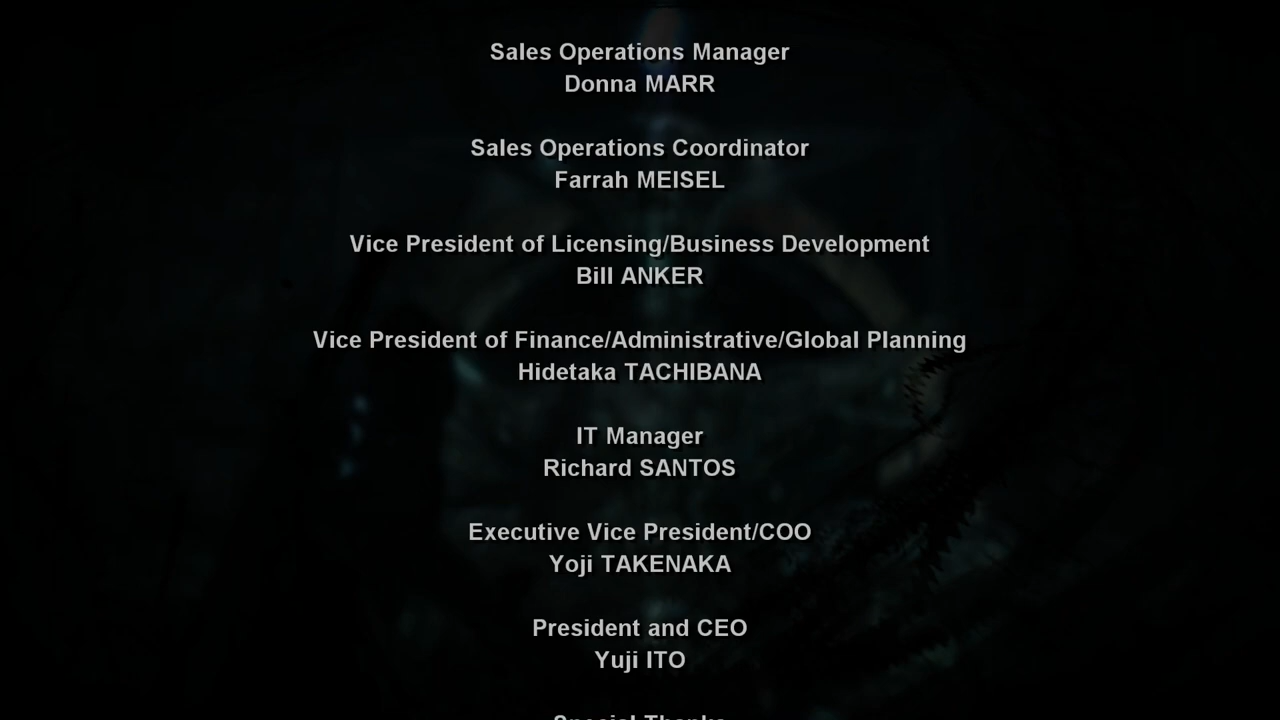 Sales Operations Manager
Donna MARR
Sales Operations Coordinator
Farrah MEISEL
Vice President of Licensing/Business Development
Bill ANKER
Vice President of Finance/Administrative/Global Planning
Hidetaka TACHIBANA
IT Manager
Richard SANTOS
Executive Vice President/COO
Yoji TAKENAKA
President and CEO
Yuji ITO
Special Thanks